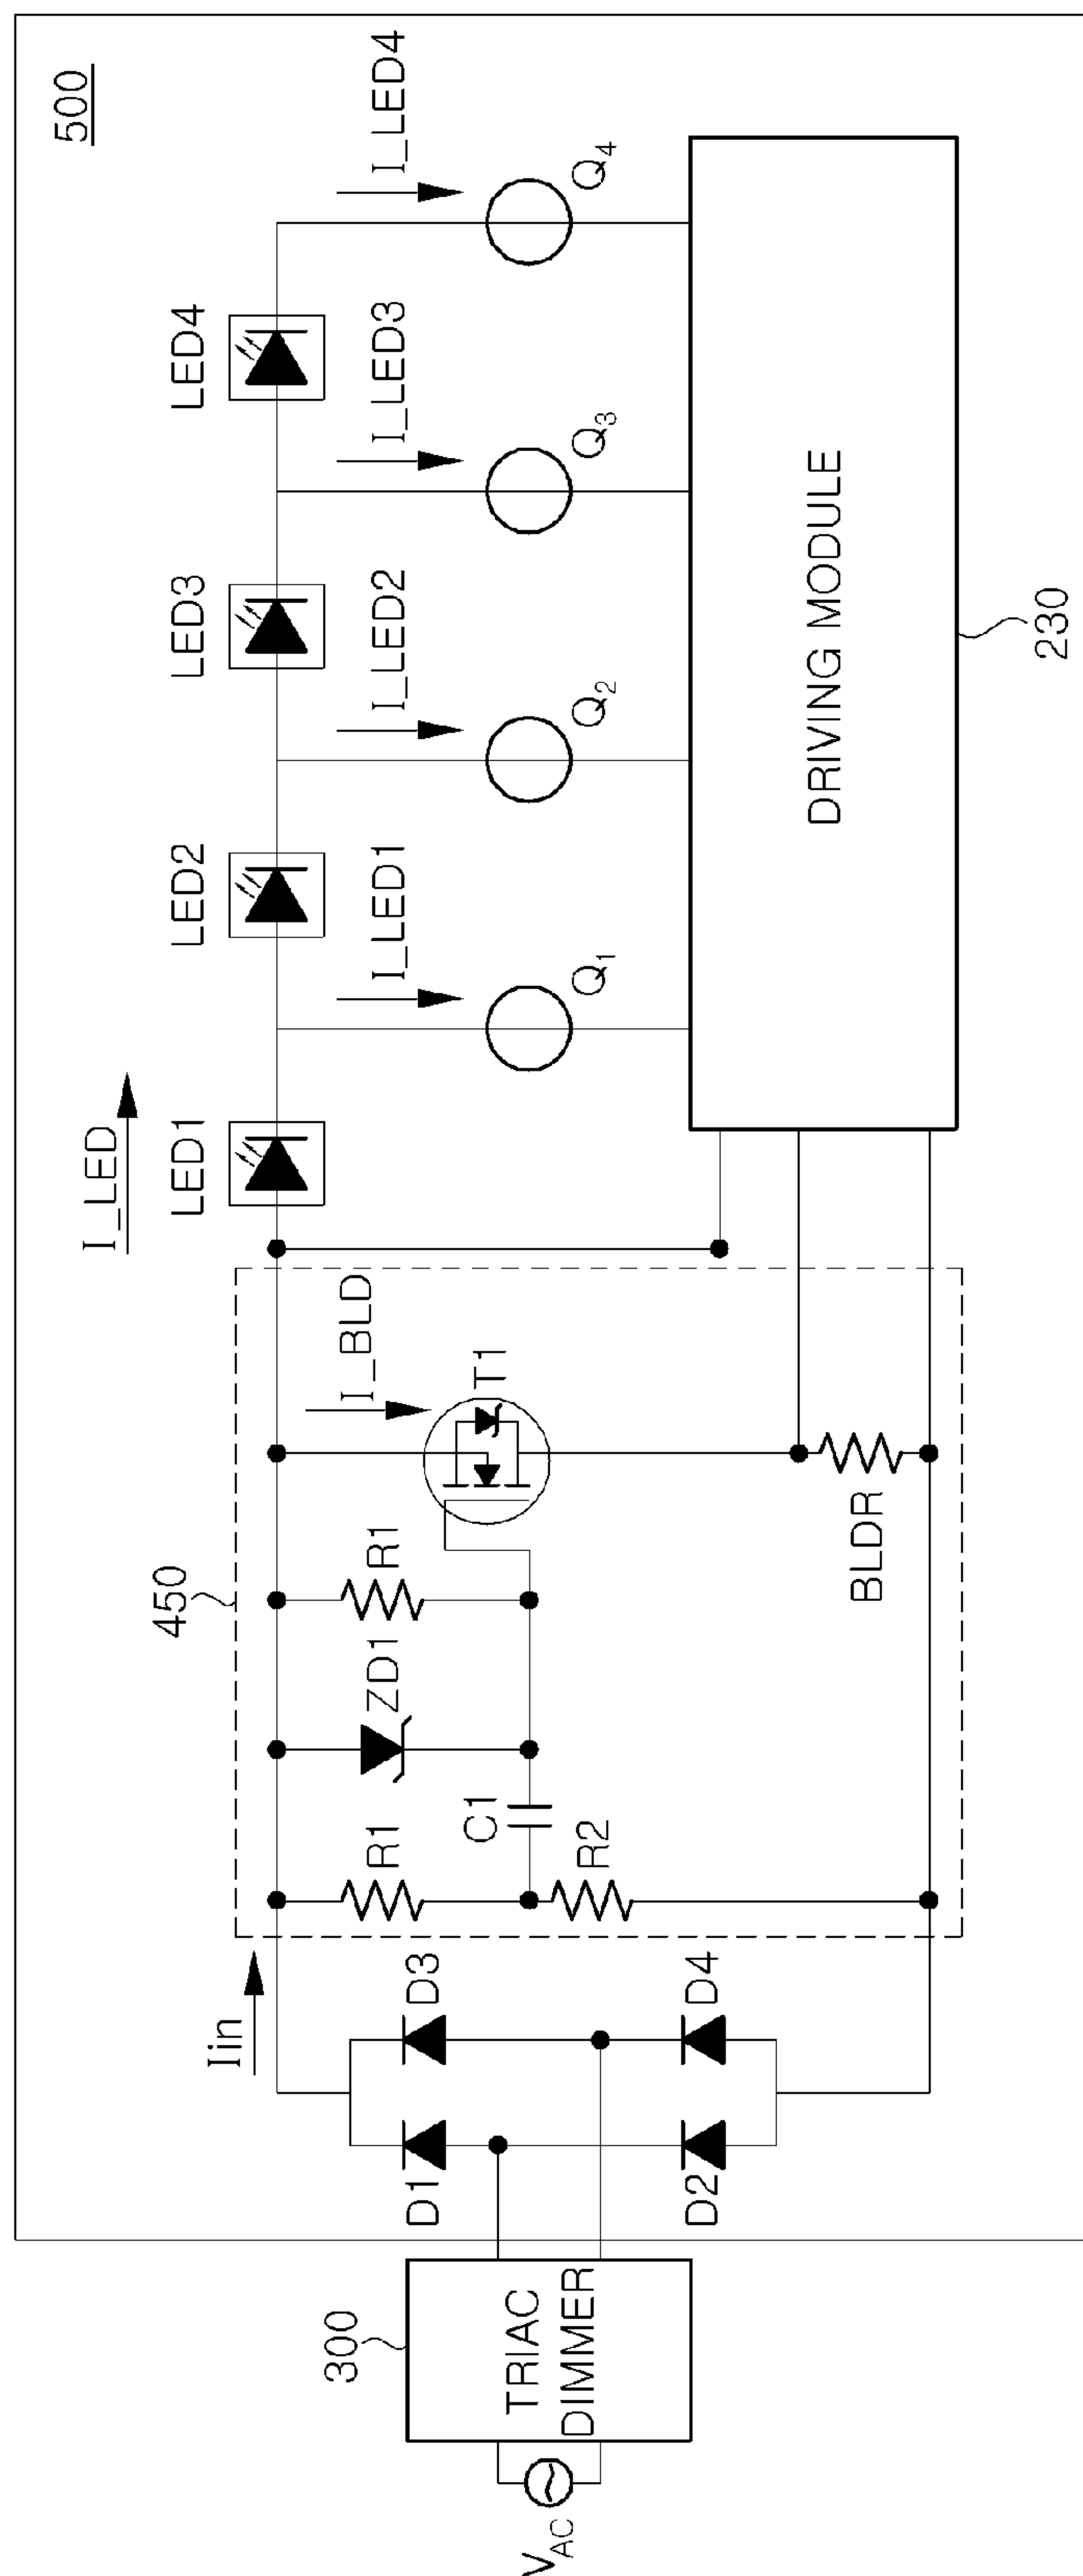 500
I_LED
LED1
LED2
LED3
LED4
I_LED1
I_LED2
I_LED3
I_LED4
Q1
Q2
Q3
Q4
450
Iin
I_BLD
R1
ZD1
R1
T1
C1
R2
BLDR
D1
D3
D2
D4
300
TRIAC
DIMMER
VAC
DRIVING MODULE
230